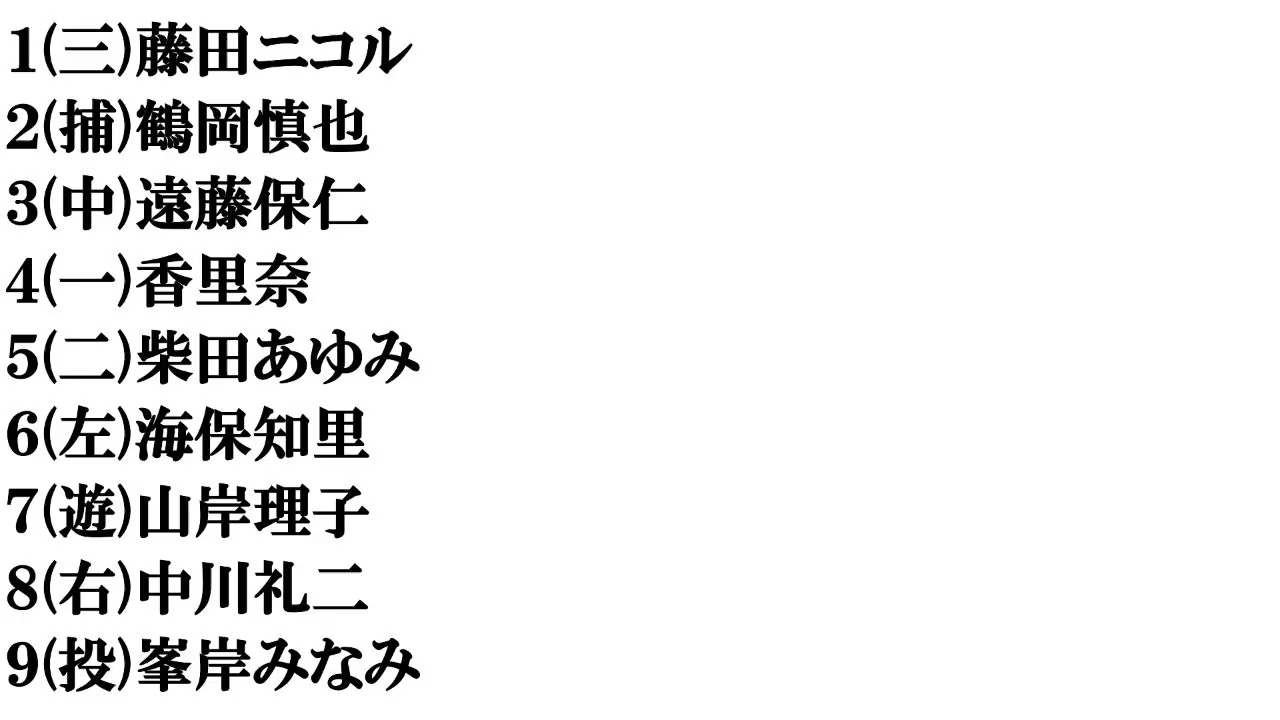 1(三)藤田ニコル
2(捕)鶴岡慎也
3(中)遠藤保仁
4(一)香里奈
5(二)柴田あゆみ
6(左)海保知里
7(遊)山岸理子
8(右)中川礼二
9(投)峯岸みなみ